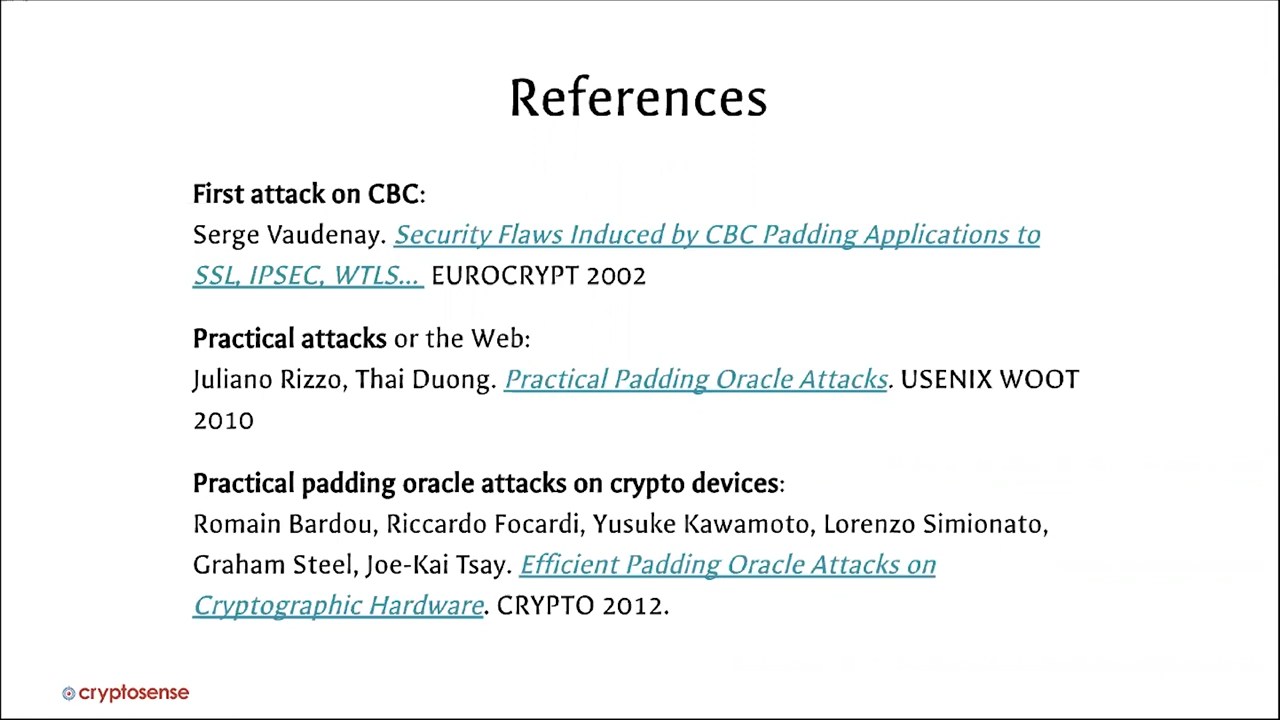 References
First attack on CBC:
Serge Vaudenay. Security Flaws Induced by CBC Padding Applications to
SSL, IPSEC, WTLS... EUROCRYPT 2002
Practical attacks or the Web:
Juliano Rizzo, Thai Duong. Practical Padding Oracle Attacks. USENIX WOOT
2010
Practical padding oracle attacks on crypto devices:
Romain Bardou, Riccardo Focardi, Yusuke Kawamoto, Lorenzo Simionato,
Graham Steel, Joe-Kai Tsay. Efficient Padding Oracle Attacks on
Cryptographic Hardware. CRYPTO 2012.
cryptosense